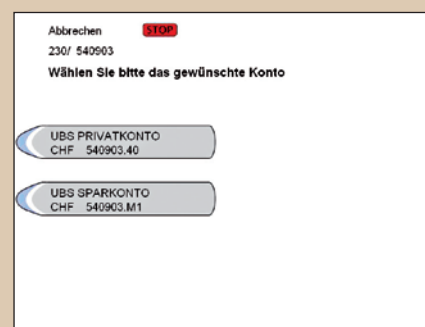 Abbrechen STOP
230/ 540903
Wählen Sie bitte das gewünschte Konto
UBS PRIVATKONTO
CHF 540903.40
UBS SPARKONTO
CHF 540903.M1